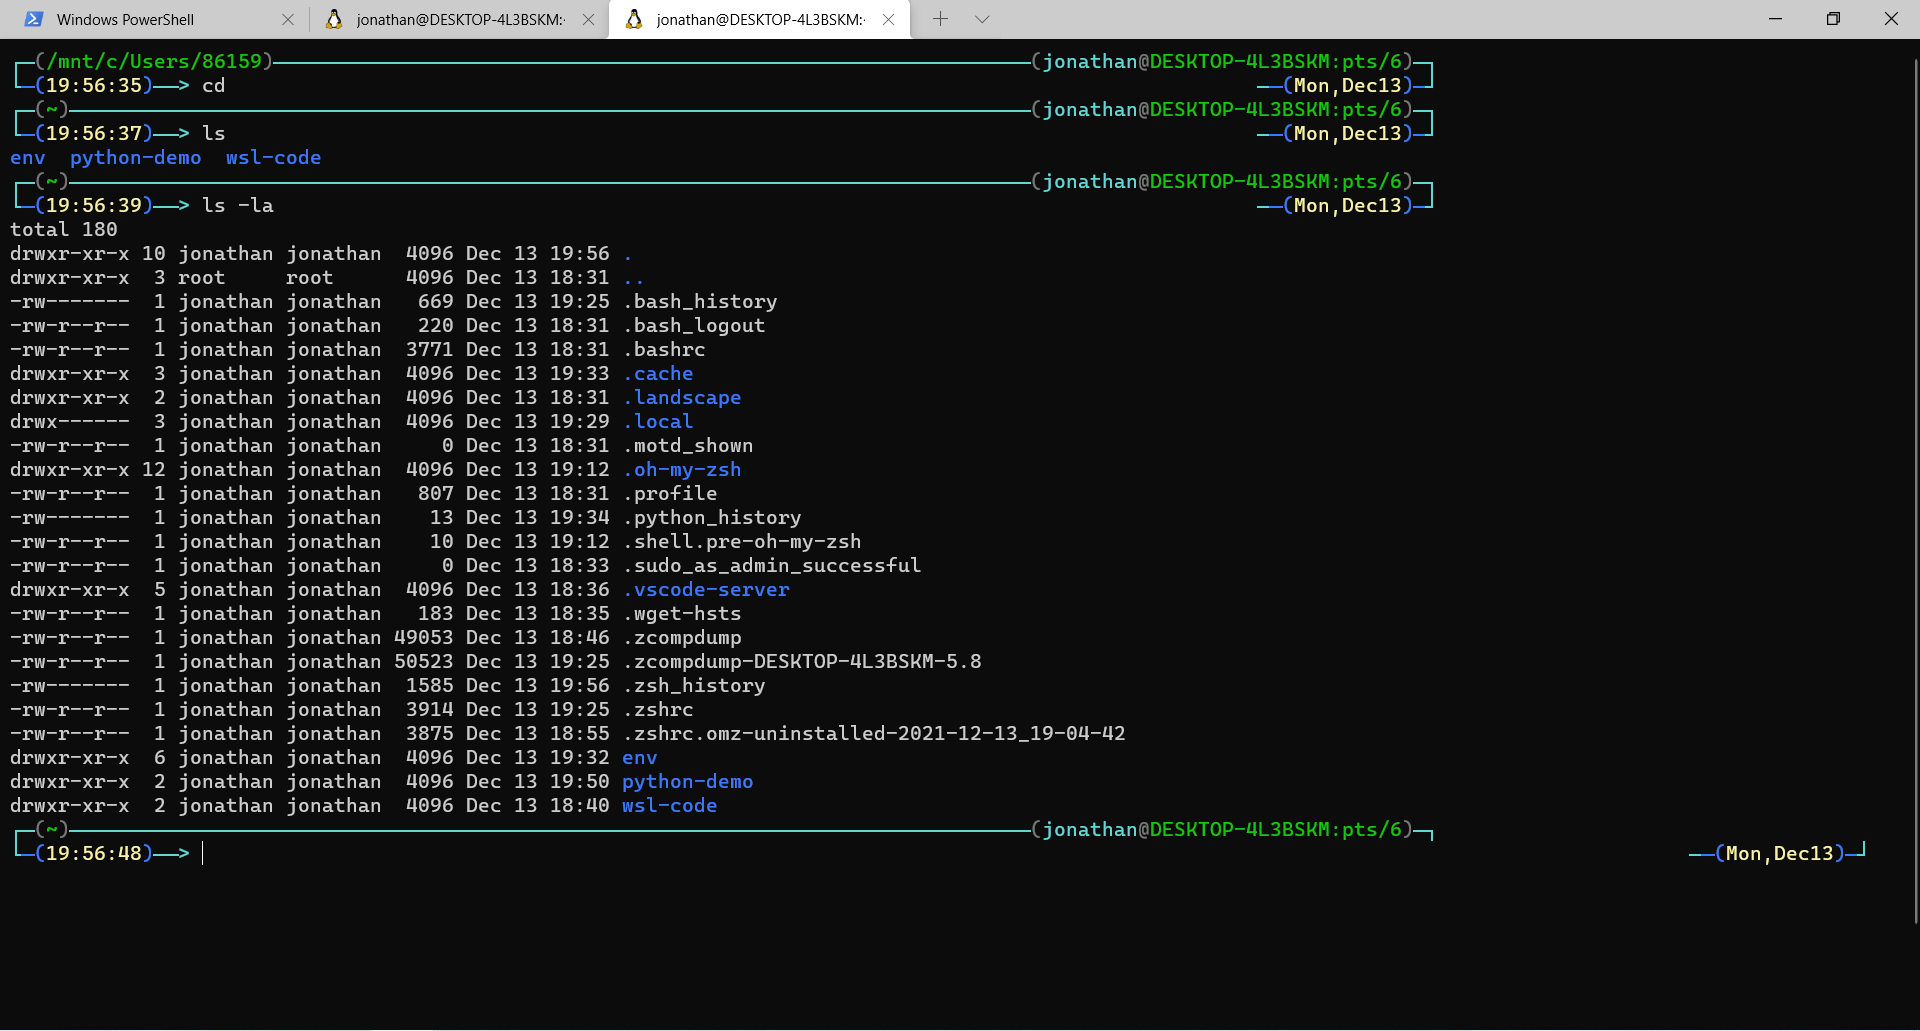 Windows PowerShell
jonathan@DESKTOP-4L3BSKM:
jonathan@DESKTOP-4L3BSKM:
(/mnt/c/Users/86159) (jonathan@DESKTOP-4L3BSKM:pts/6)
(19:56:35)—> cd (Mon,Dec13)
(~) (jonathan@DESKTOP-4L3BSKM:pts/6)
(19:56:37)—> ls (Mon,Dec13)
env  python-demo  wsl-code
(~) (jonathan@DESKTOP-4L3BSKM:pts/6)
(19:56:39)—> ls -la (Mon,Dec13)
total 180
drwxr-xr-x 10 jonathan jonathan  4096 Dec 13 19:56 .
drwxr-xr-x  3 root     root      4096 Dec 13 18:31 ..
-rw-------  1 jonathan jonathan   669 Dec 13 19:25 .bash_history
-rw-r--r--  1 jonathan jonathan   220 Dec 13 18:31 .bash_logout
-rw-r--r--  1 jonathan jonathan  3771 Dec 13 18:31 .bashrc
drwxr-xr-x  3 jonathan jonathan  4096 Dec 13 19:33 .cache
drwxr-xr-x  2 jonathan jonathan  4096 Dec 13 18:31 .landscape
drwx------  3 jonathan jonathan  4096 Dec 13 19:29 .local
-rw-r--r--  1 jonathan jonathan     0 Dec 13 18:31 .motd_shown
drwxr-xr-x 12 jonathan jonathan  4096 Dec 13 19:12 .oh-my-zsh
-rw-r--r--  1 jonathan jonathan   807 Dec 13 18:31 .profile
-rw-------  1 jonathan jonathan    13 Dec 13 19:34 .python_history
-rw-r--r--  1 jonathan jonathan    10 Dec 13 19:12 .shell.pre-oh-my-zsh
-rw-r--r--  1 jonathan jonathan     0 Dec 13 18:33 .sudo_as_admin_successful
drwxr-xr-x  5 jonathan jonathan  4096 Dec 13 18:36 .vscode-server
-rw-r--r--  1 jonathan jonathan   183 Dec 13 18:35 .wget-hsts
-rw-r--r--  1 jonathan jonathan 49053 Dec 13 18:46 .zcompdump
-rw-r--r--  1 jonathan jonathan 50523 Dec 13 19:25 .zcompdump-DESKTOP-4L3BSKM-5.8
-rw-------  1 jonathan jonathan  1585 Dec 13 19:56 .zsh_history
-rw-r--r--  1 jonathan jonathan  3914 Dec 13 19:25 .zshrc
-rw-r--r--  1 jonathan jonathan  3875 Dec 13 18:55 .zshrc.omz-uninstalled-2021-12-13_19-04-42
drwxr-xr-x  6 jonathan jonathan  4096 Dec 13 19:32 env
drwxr-xr-x  2 jonathan jonathan  4096 Dec 13 19:50 python-demo
drwxr-xr-x  2 jonathan jonathan  4096 Dec 13 18:40 wsl-code
(~) (jonathan@DESKTOP-4L3BSKM:pts/6)
(19:56:48)—> (Mon,Dec13)